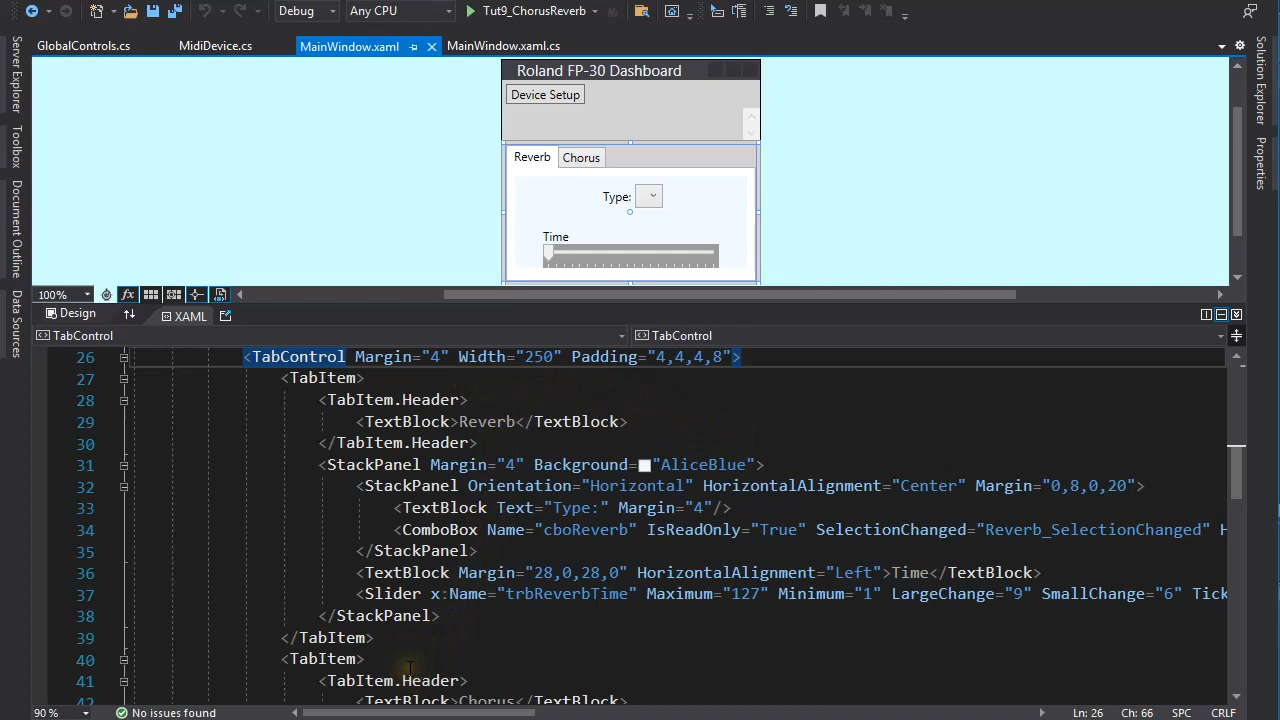 Debug Any CPU Tut9_ChorusReverb
GlobalControls.cs MidiDevice.cs MainWindow.xaml MainWindow.xaml.cs
Server Explorer
Toolbox
Document Outline
Data Sources
Solution Explorer
Properties
Roland FP-30 Dashboard
Device Setup
Reverb Chorus
Type:
Time
100%
Design XAML
TabControl TabControl
26 <TabControl Margin="4" Width="250" Padding="4,4,4,8">
27 <TabItem>
28 <TabItem.Header>
29 <TextBlock>Reverb</TextBlock>
30 </TabItem.Header>
31 <StackPanel Margin="4" Background="AliceBlue">
32 <StackPanel Orientation="Horizontal" HorizontalAlignment="Center" Margin="0,8,0,20">
33 <TextBlock Text="Type:" Margin="4"/>
34 <ComboBox Name="cboReverb" IsReadOnly="True" SelectionChanged="Reverb_SelectionChanged" H
35 </StackPanel>
36 <TextBlock Margin="28,0,28,0" HorizontalAlignment="Left">Time</TextBlock>
37 <Slider x:Name="trbReverbTime" Maximum="127" Minimum="1" LargeChange="9" SmallChange="6" Tick
38 </StackPanel>
39 </TabItem>
40 <TabItem>
41 <TabItem.Header>
42 <TextBlock>Chorus</TextBlock>
90 % No issues found Ln: 26 Ch: 66 SPC CRLF